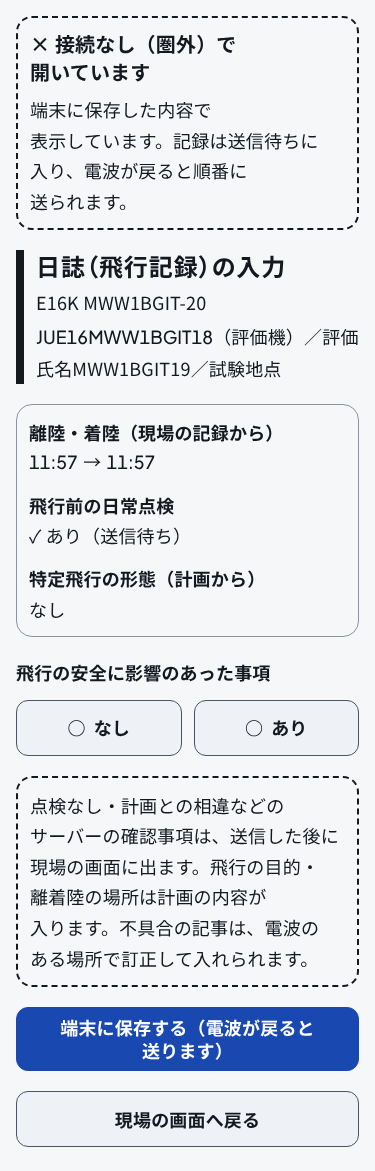 × 接続なし（圏外）で
開いています
端末に保存した内容で
表示しています。記録は送信待ちに
入り、電波が戻ると順番に
送られます。
日誌（飛行記録）の入力
E16K MWW1BGIT-20
JUE16MWW1BGIT18（評価機）／評価
氏名MWW1BGIT19／試験地点
離陸・着陸（現場の記録から）
11:57 → 11:57
飛行前の日常点検
✓ あり（送信待ち）
特定飛行の形態（計画から）
なし
飛行の安全に影響のあった事項
○ なし
○ あり
点検なし・計画との相違などの
サーバーの確認事項は、送信した後に
現場の画面に出ます。飛行の目的・
離着陸の場所は計画の内容が
入ります。不具合の記事は、電波の
ある場所で訂正して入れられます。
端末に保存する（電波が戻ると
送ります）
現場の画面へ戻る